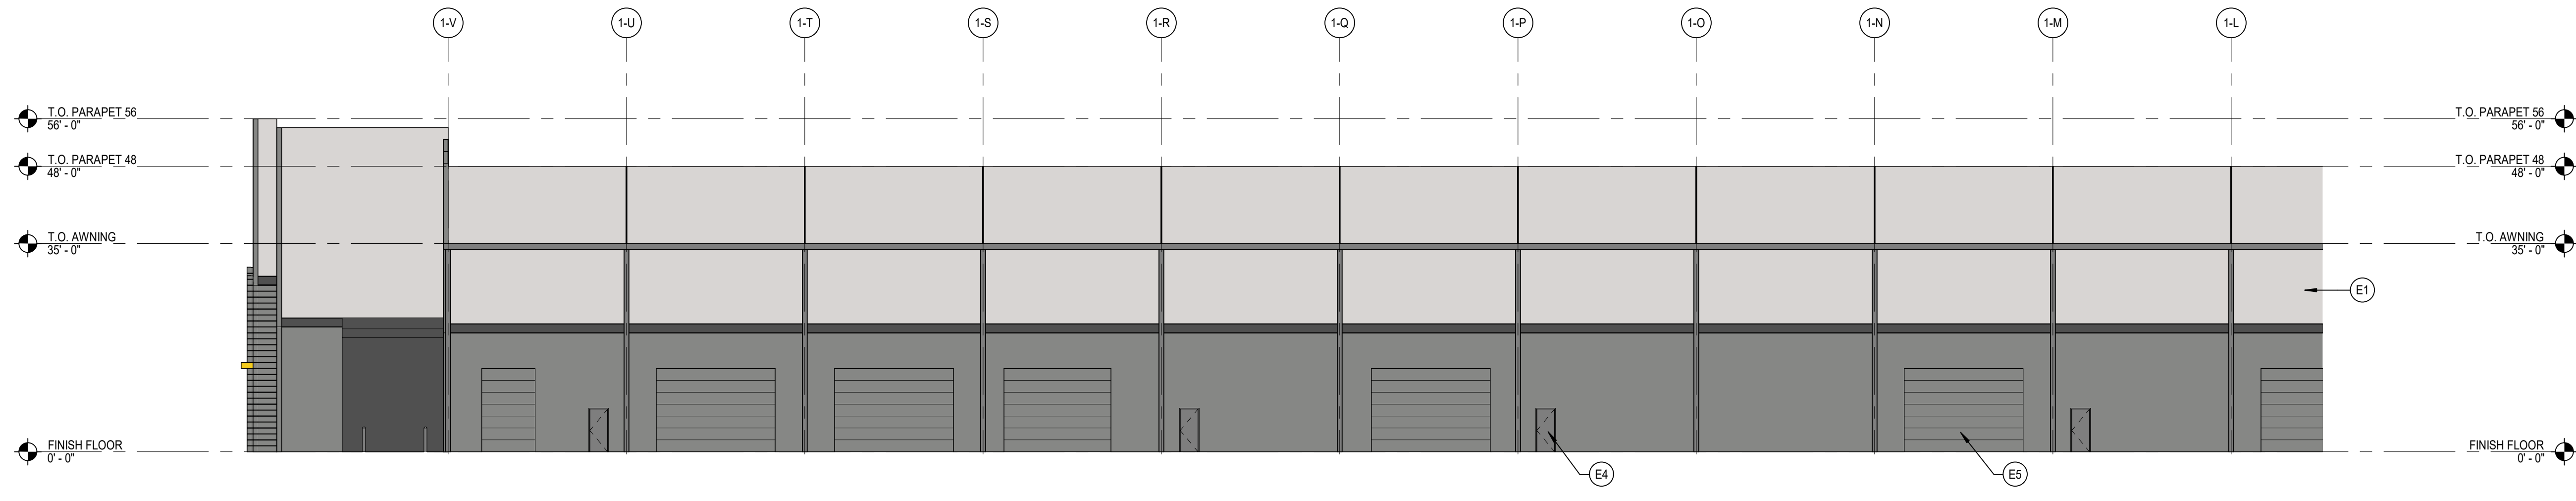 1-V 1-U 1-T 1-S 1-R 1-Q 1-P 1-O 1-N 1-M 1-L
T.O. PARAPET 56
56' - 0"
T.O. PARAPET 56
56' - 0"
T.O. PARAPET 48
48' - 0"
T.O. PARAPET 48
48' - 0"
T.O. AWNING
35' - 0"
T.O. AWNING
35' - 0"
E1
FINISH FLOOR
0' - 0"
FINISH FLOOR
0' - 0"
E4
E5